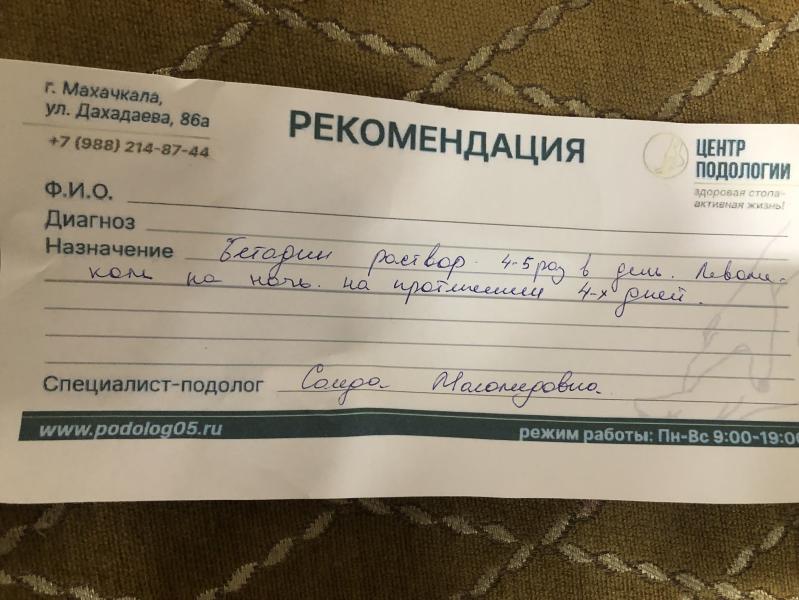 г. Махачкала,
ул. Дахадаева, 86а
+7 (988) 214-87-44
РЕКОМЕНДАЦИЯ
ЦЕНТР
ПОДОЛОГИИ
здоровая стопа-
активная жизнь!
Ф.И.О.
Диагноз
Назначение Бетадин раствор. 4-5 раз в день. Левоме-
коль на ночь. на протяжении 4-х дней.
Специалист-подолог Саида Магомедовна
www.podolog05.ru
режим работы: Пн-Вс 9:00-19:00